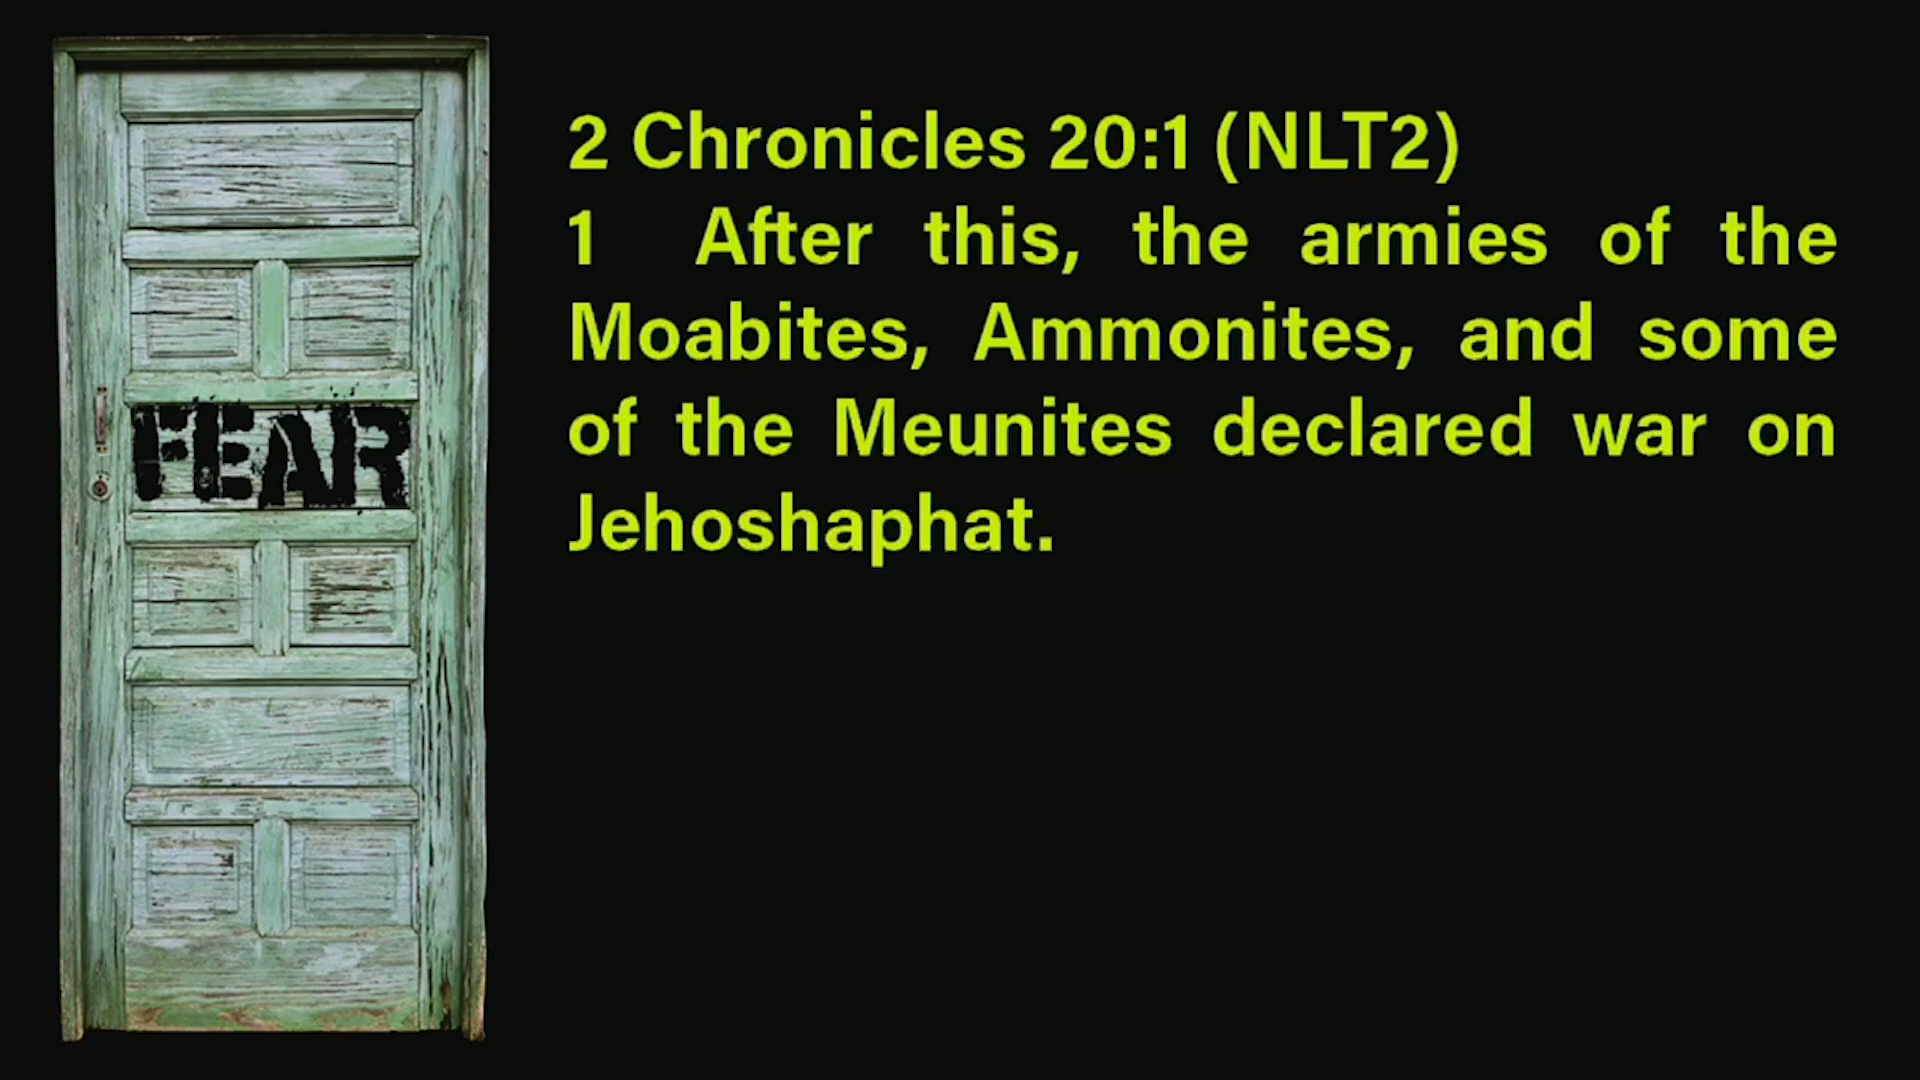 FEAR
2 Chronicles 20:1 (NLT2)
1 After this, the armies of the
Moabites, Ammonites, and some
of the Meunites declared war on
Jehoshaphat.